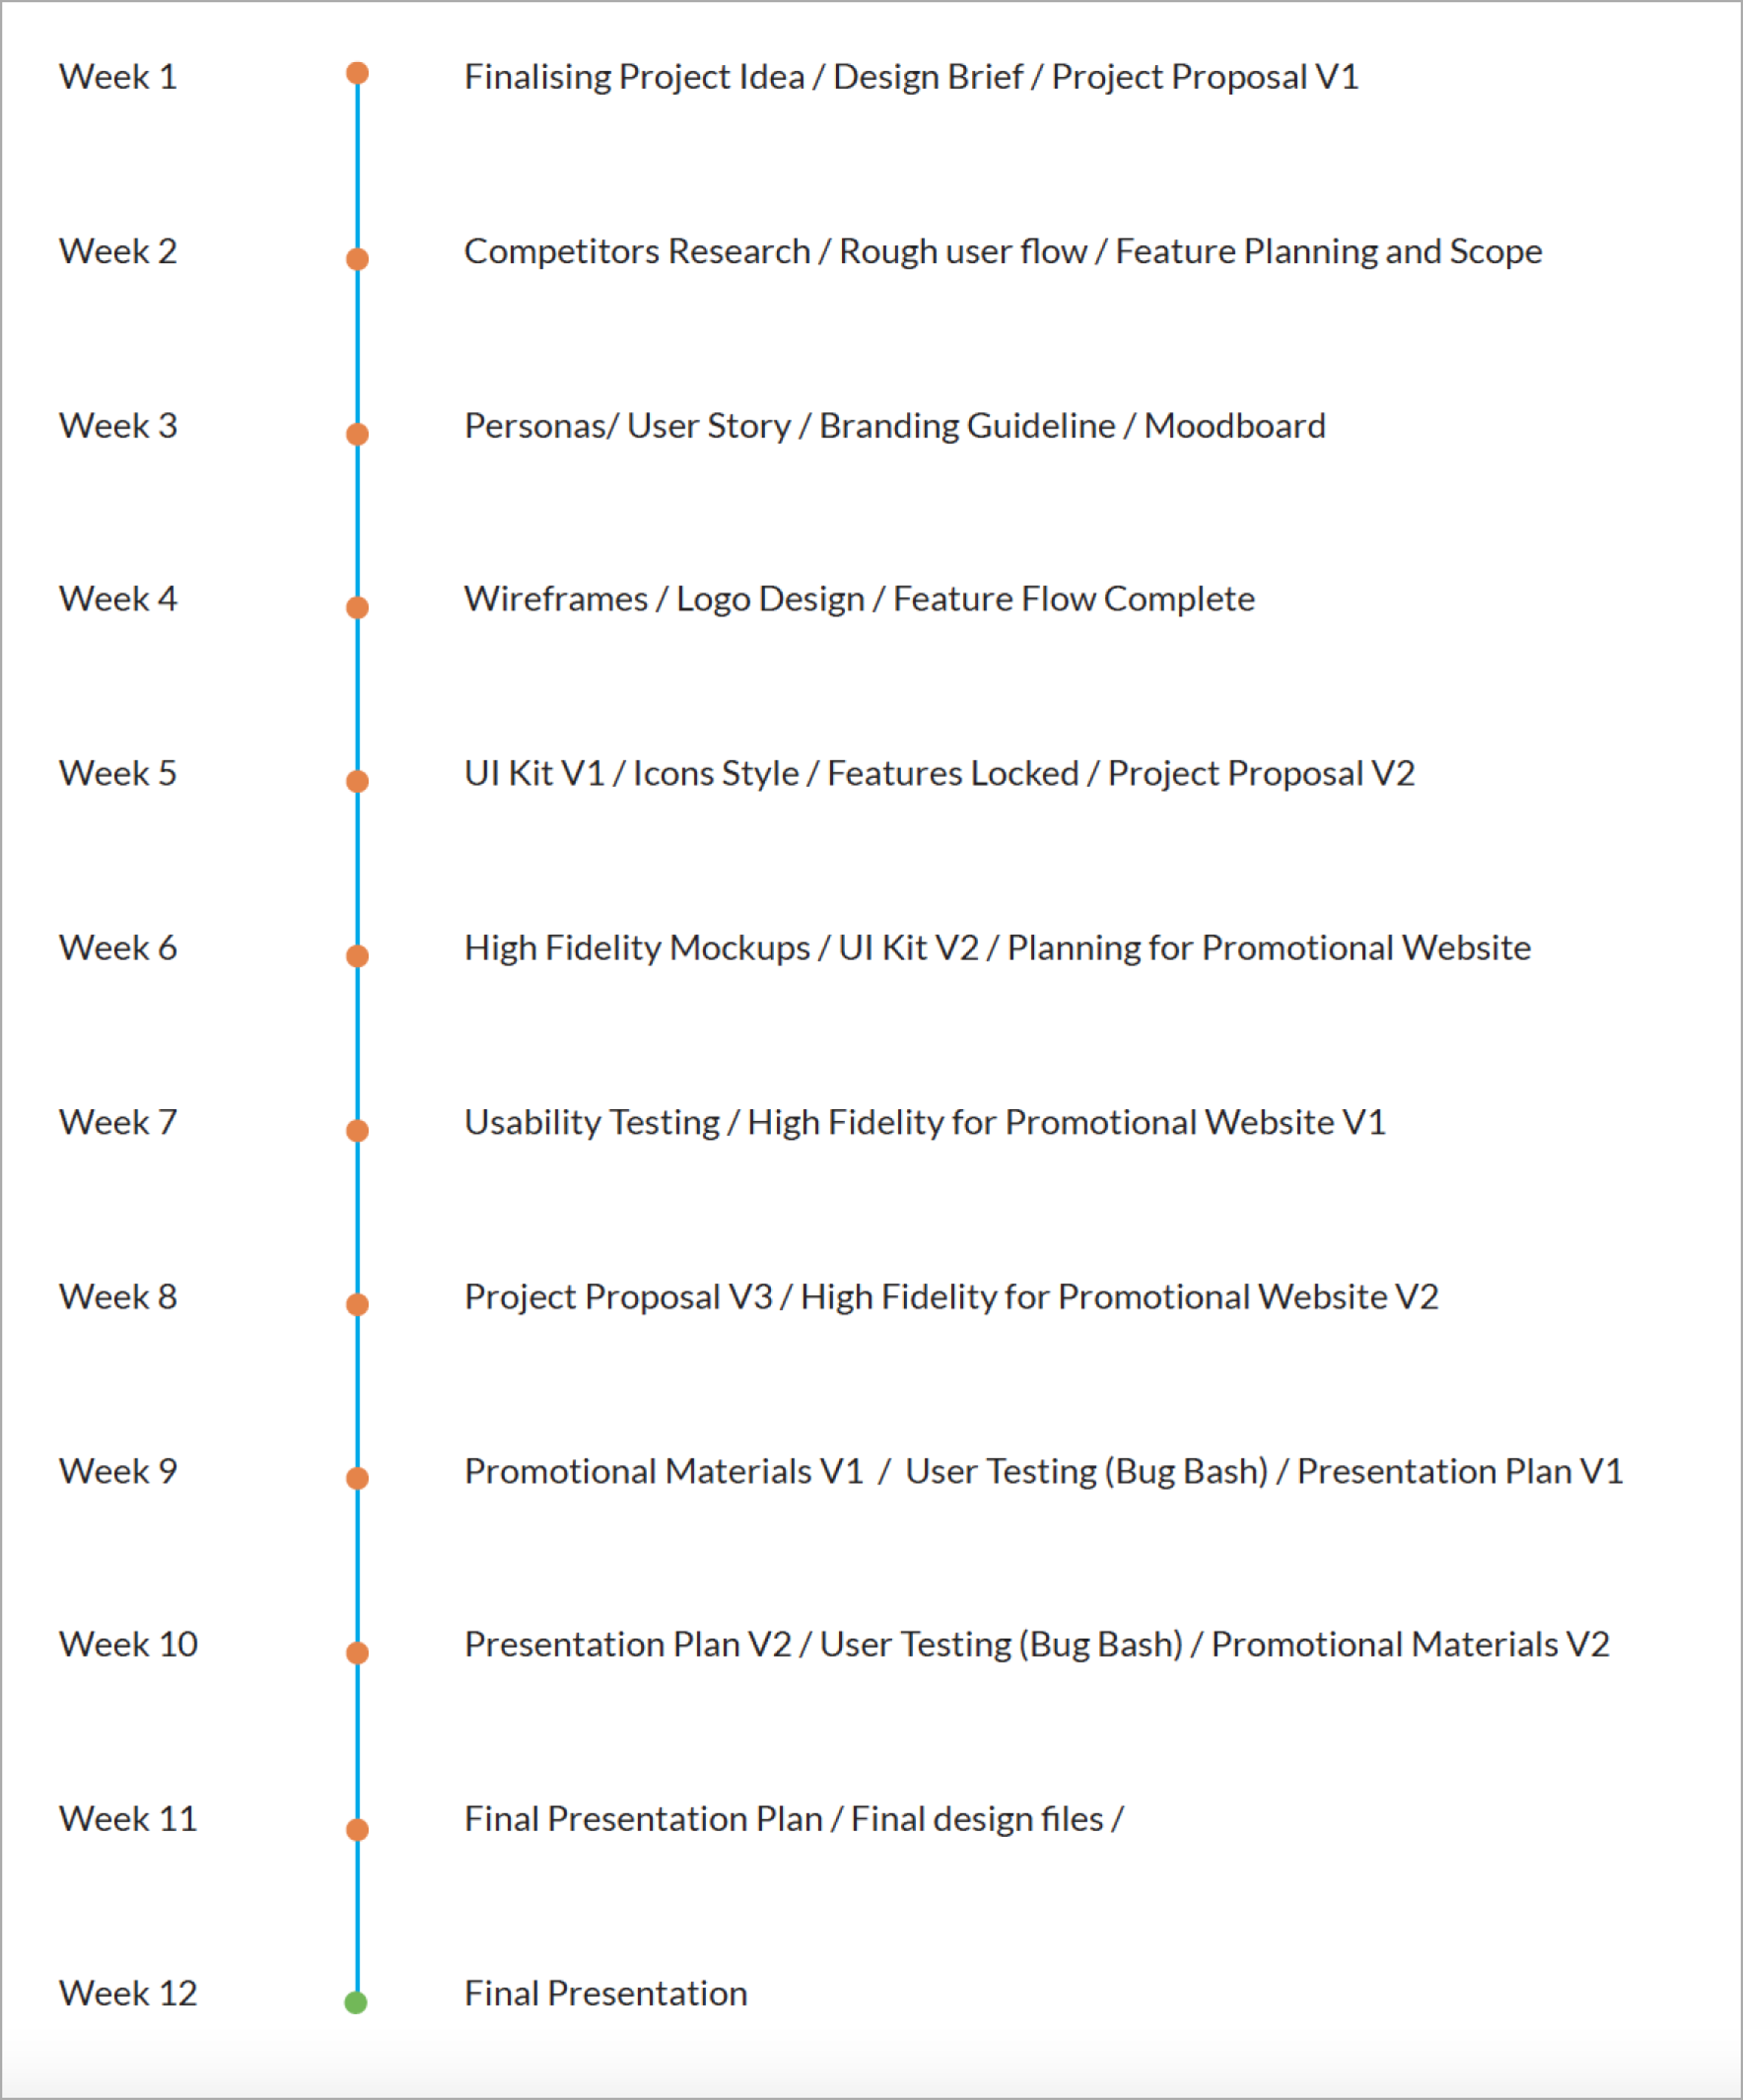 Week 1 Finalising Project Idea / Design Brief / Project Proposal V1
Week 2 Competitors Research / Rough user flow / Feature Planning and Scope
Week 3 Personas/ User Story / Branding Guideline / Moodboard
Week 4 Wireframes / Logo Design / Feature Flow Complete
Week 5 UI Kit V1 / Icons Style / Features Locked / Project Proposal V2
Week 6 High Fidelity Mockups / UI Kit V2 / Planning for Promotional Website
Week 7 Usability Testing / High Fidelity for Promotional Website V1
Week 8 Project Proposal V3 / High Fidelity for Promotional Website V2
Week 9 Promotional Materials V1 / User Testing (Bug Bash) / Presentation Plan V1
Week 10 Presentation Plan V2 / User Testing (Bug Bash) / Promotional Materials V2
Week 11 Final Presentation Plan / Final design files /
Week 12 Final Presentation